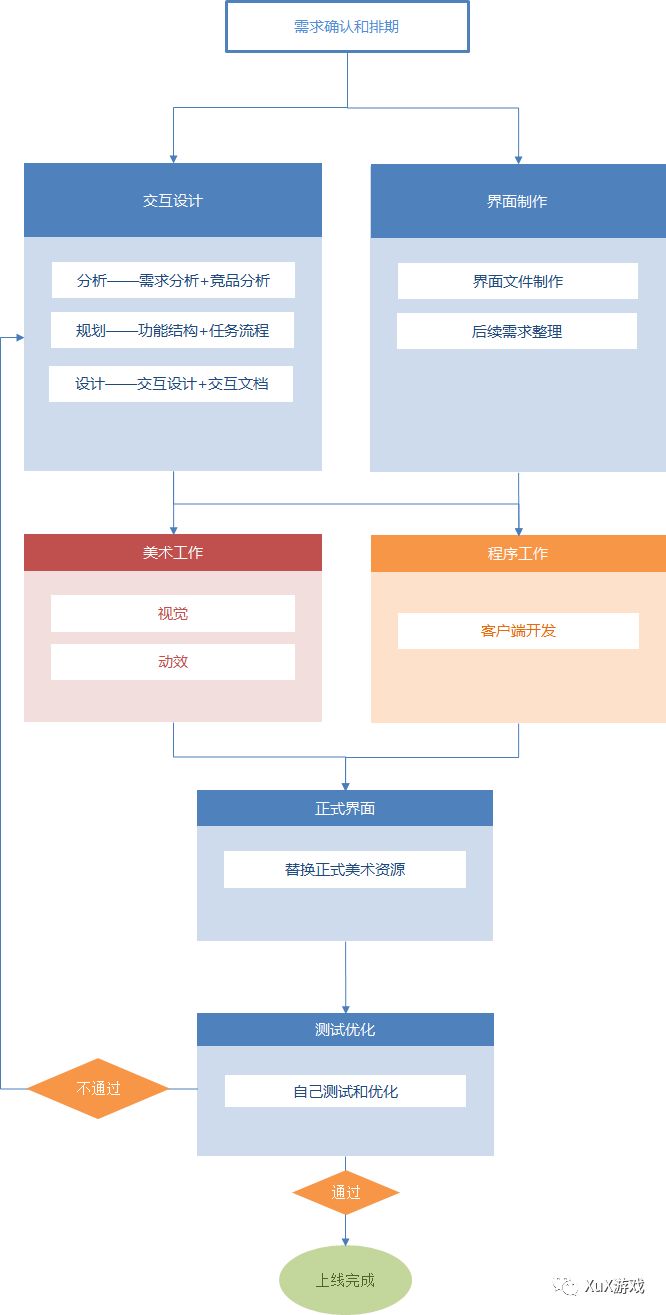 需求确认和排期
交互设计
分析——需求分析+竞品分析
规划——功能结构+任务流程
设计——交互设计+交互文档
界面制作
界面文件制作
后续需求整理
美术工作
视觉
动效
程序工作
客户端开发
正式界面
替换正式美术资源
测试优化
自己测试和优化
不通过
通过
上线完成
XuX游戏